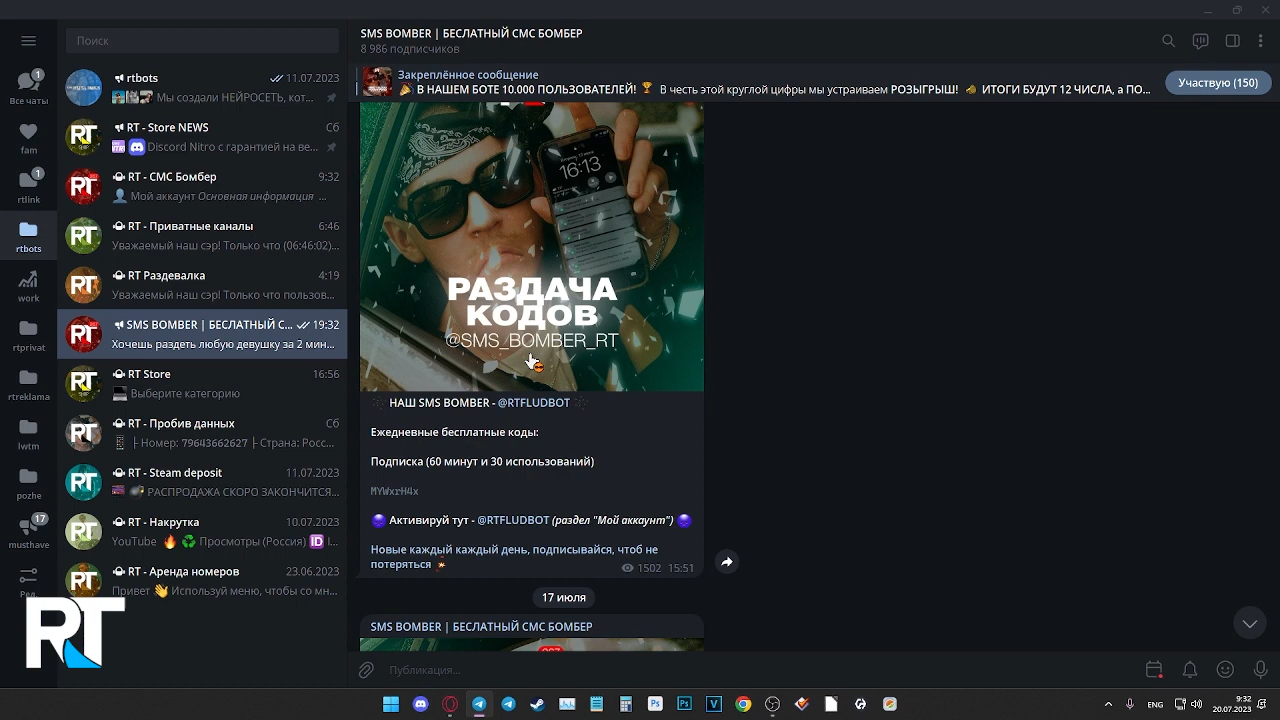 Поиск
SMS BOMBER | БЕСЛАТНЫЙ СМС БОМБЕР
8 986 подписчиков
Закреплённое сообщение
В НАШЕМ БОТЕ 10.000 ПОЛЬЗОВАТЕЛЕЙ! 🏆 В честь этой круглой цифры мы устраиваем РОЗЫГРЫШ! 📣 ИТОГИ БУДУТ 12 ЧИСЛА, а ПО...
Участвую (150)
1
Все чаты
fam
1
rtlink
rtbots
work
rtprivat
rtreklama
lwtm
pozhe
17
musthave
Ред.
rtbots 11.07.2023
Мы создали НЕЙРОСЕТЬ, кот...
RT - Store NEWS Сб
Discord Nitro с гарантией на ве...
RT - СМС Бомбер 9:32
Мой аккаунт Основная информация ...
RT - Приватные каналы 6:46
Уважаемый наш сэр! Только что (06:46:02)...
RT Раздевалка 4:19
Уважаемый наш сэр! Только что пользов...
SMS BOMBER | БЕСЛАТНЫЙ С... 19:32
Хочешь раздеть любую девушку за 2 мин...
RT Store 16:56
Выберите категорию
RT - Пробив данных Сб
├ Номер: 79643662627 ├ Страна: Росс...
RT - Steam deposit 11.07.2023
РАСПРОДАЖА СКОРО ЗАКОНЧИТСЯ...
RT - Накрутка 10.07.2023
YouTube 🔥 ♻️ Просмотры (Россия) 🆔 I...
RT - Аренда номеров 23.06.2023
Привет 👋 Используй меню, чтобы со мн...
RT
16:13
РАЗДАЧА
КОДОВ
@SMS_BOMBER_RT
НАШ SMS BOMBER - @RTFLUDBOT
Ежедневные бесплатные коды:
Подписка (60 минут и 30 использований)
MYWxrH4x
Активируй тут - @RTFLUDBOT (раздел "Мой аккаунт")
Новые каждый каждый день, подписывайся, чтоб не
потеряться
1502 15:51
17 июля
SMS BOMBER | БЕСЛАТНЫЙ СМС БОМБЕР
Публикация...
ENG
9:32
20.07.2023